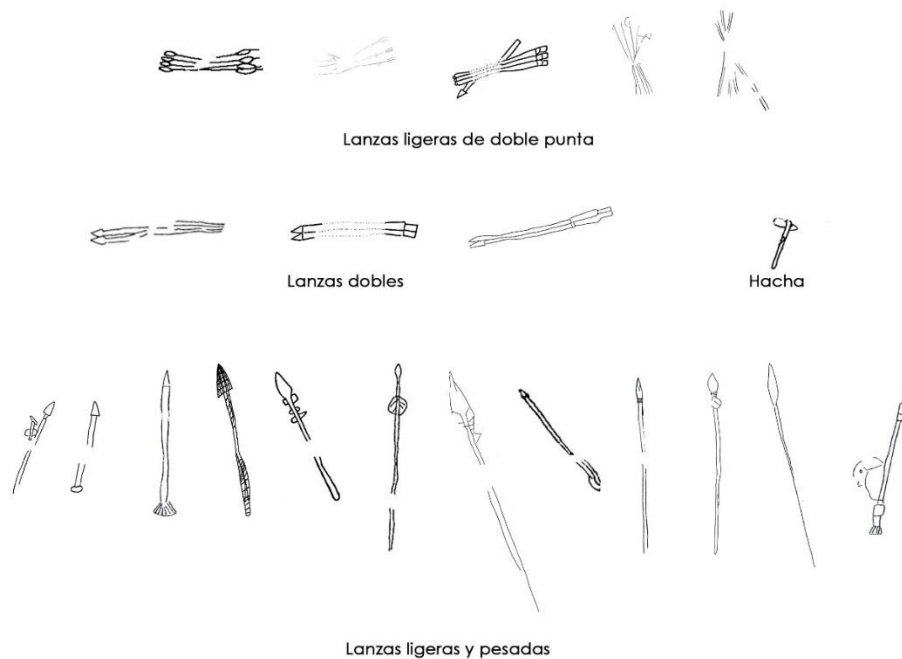 Lanzas ligeras de doble punta
Lanzas dobles
Hacha
Lanzas ligeras y pesadas